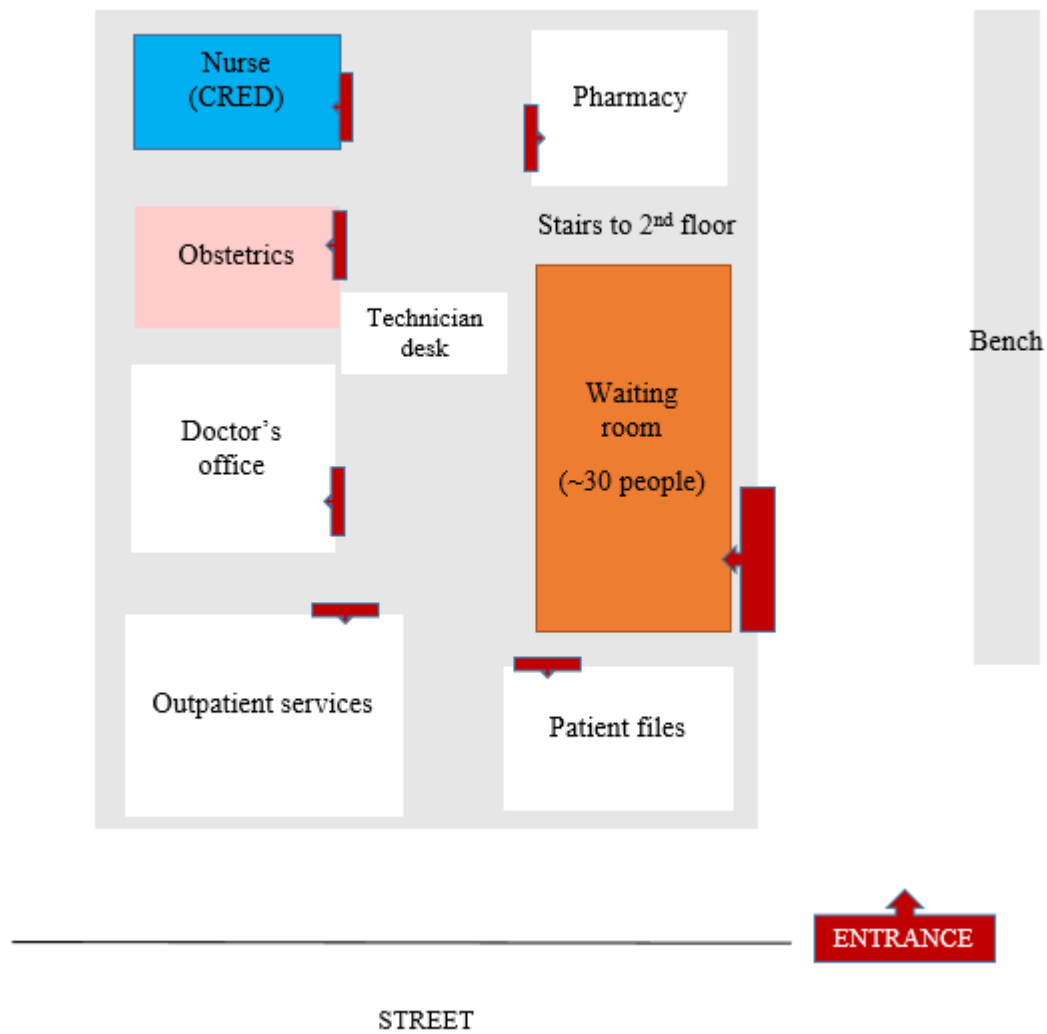 Nurse
(CRED)
Pharmacy
Stairs to 2nd floor
Obstetrics
Technician
desk
Bench
Waiting
room
(~30 people)
Doctor’s
office
Outpatient services
Patient files
ENTRANCE
STREET